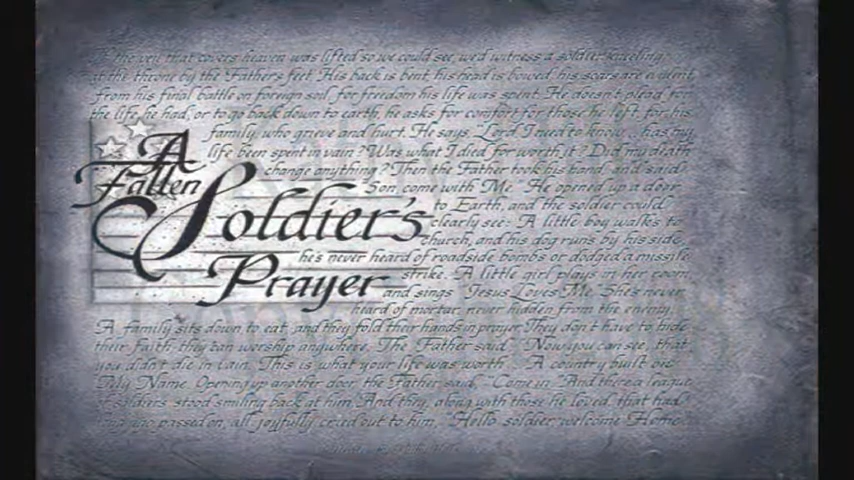 If the veil that covers heaven was lifted so we could see, we'd witness a soldier kneeling
at the throne by the Father's feet. His back is bent, his head is bowed, his scars are evident
from his final battle on foreign soil, for freedom his life was spent. He doesn't plead for
the life he had, or to go back down to earth, he asks for comfort for those he left, for his
family, who grieve and hurt. He says, "Lord I need to know... has my
life been spent in vain? Was what I died for worth it? Did my death
change anything?" Then the Father took his hand, and said
"Son, come with Me." He opened up a door
to Earth, and the soldier could
clearly see: A little boy walks to
church, and his dog runs by his side,
he's never heard of roadside bombs or dodged a missile
strike. A little girl plays in her room
and sings "Jesus Loves Me." She's never
heard of mortar, never hidden from the enemy.
A Fallen
Soldier's
Prayer
A family sits down to eat, and they fold their hands in prayer. They don't have to hide
their faith, they can worship anywhere. The Father said, "Now you can see, that
you didn't die in vain. This is what your life was worth - A country built on
My Name. Opening up another door, the Father said, "Come in." And there a league
of soldiers stood smiling back at him. And they, along with those he loved, that had
long ago passed on, all joyfully cried out to him, "Hello soldier, welcome Home."